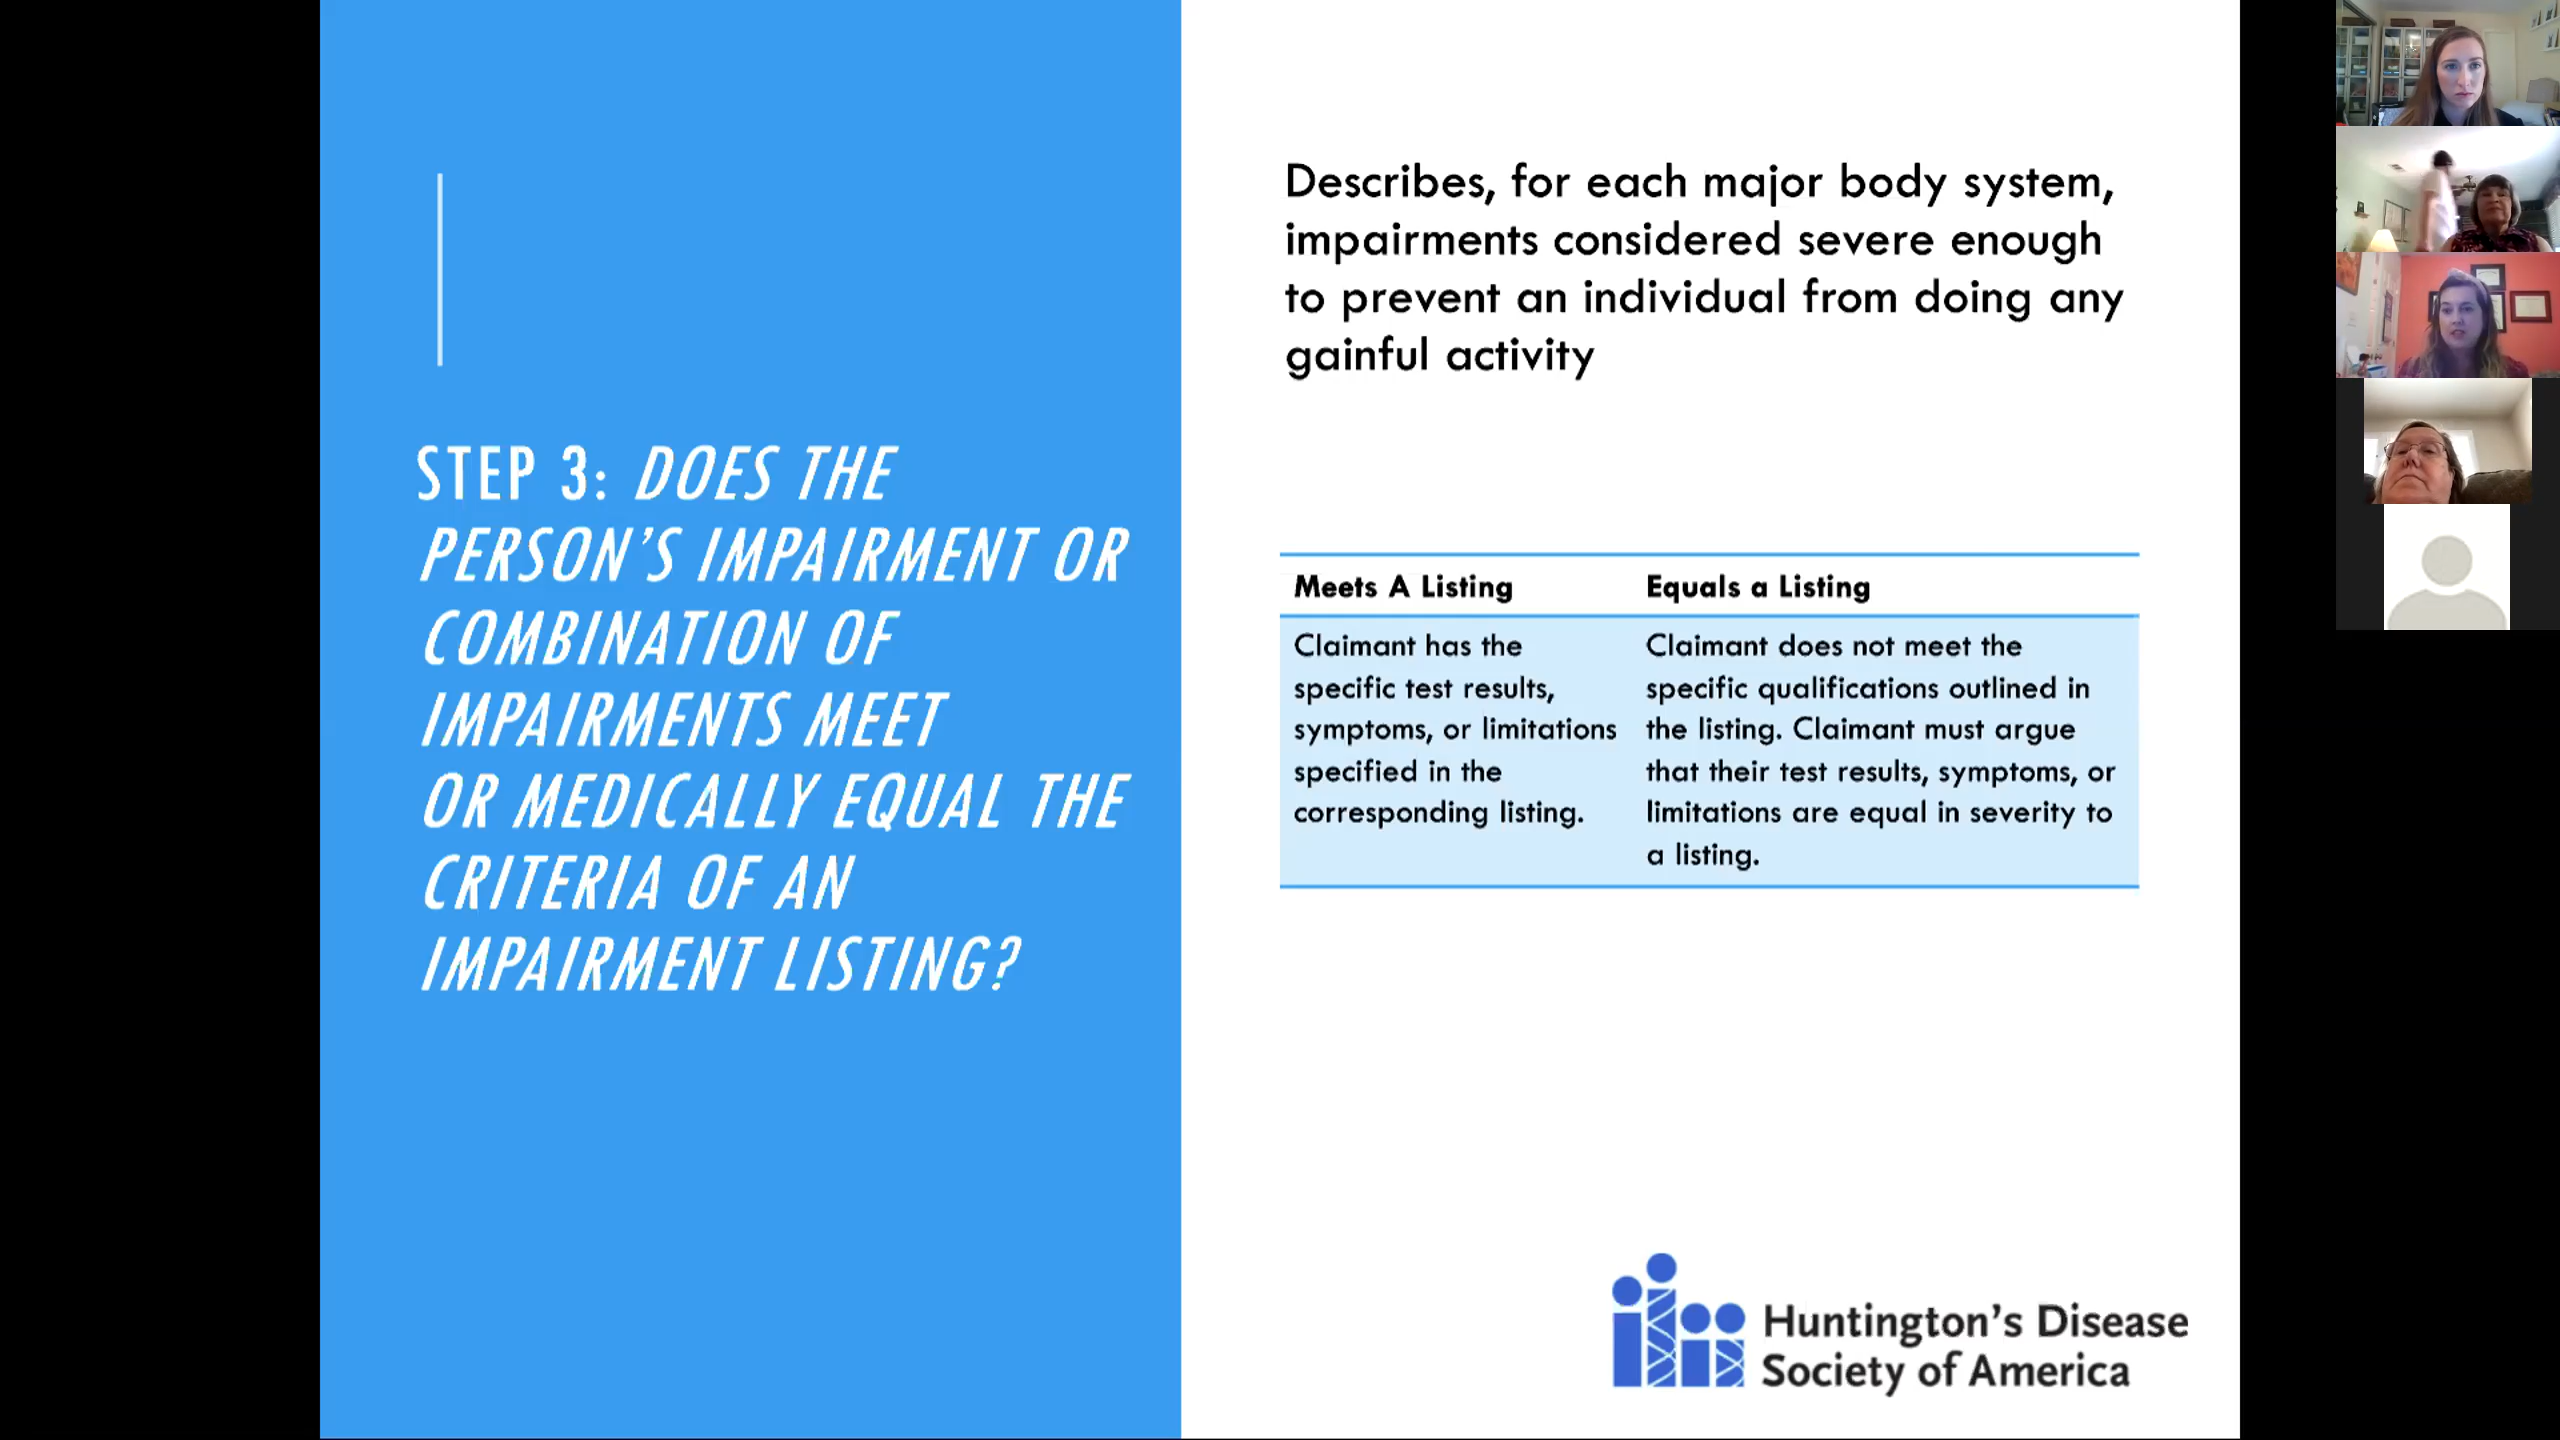 STEP 3: DOES THE
PERSON'S IMPAIRMENT OR
COMBINATION OF
IMPAIRMENTS MEET
OR MEDICALLY EQUAL THE
CRITERIA OF AN
IMPAIRMENT LISTING?
Describes, for each major body system,
impairments considered severe enough
to prevent an individual from doing any
gainful activity
Meets A Listing
Claimant has the
specific test results,
symptoms, or limitations
specified in the
corresponding listing.
Equals a Listing
Claimant does not meet the
specific qualifications outlined in
the listing. Claimant must argue
that their test results, symptoms, or
limitations are equal in severity to
a listing.
Huntington's Disease
Society of America